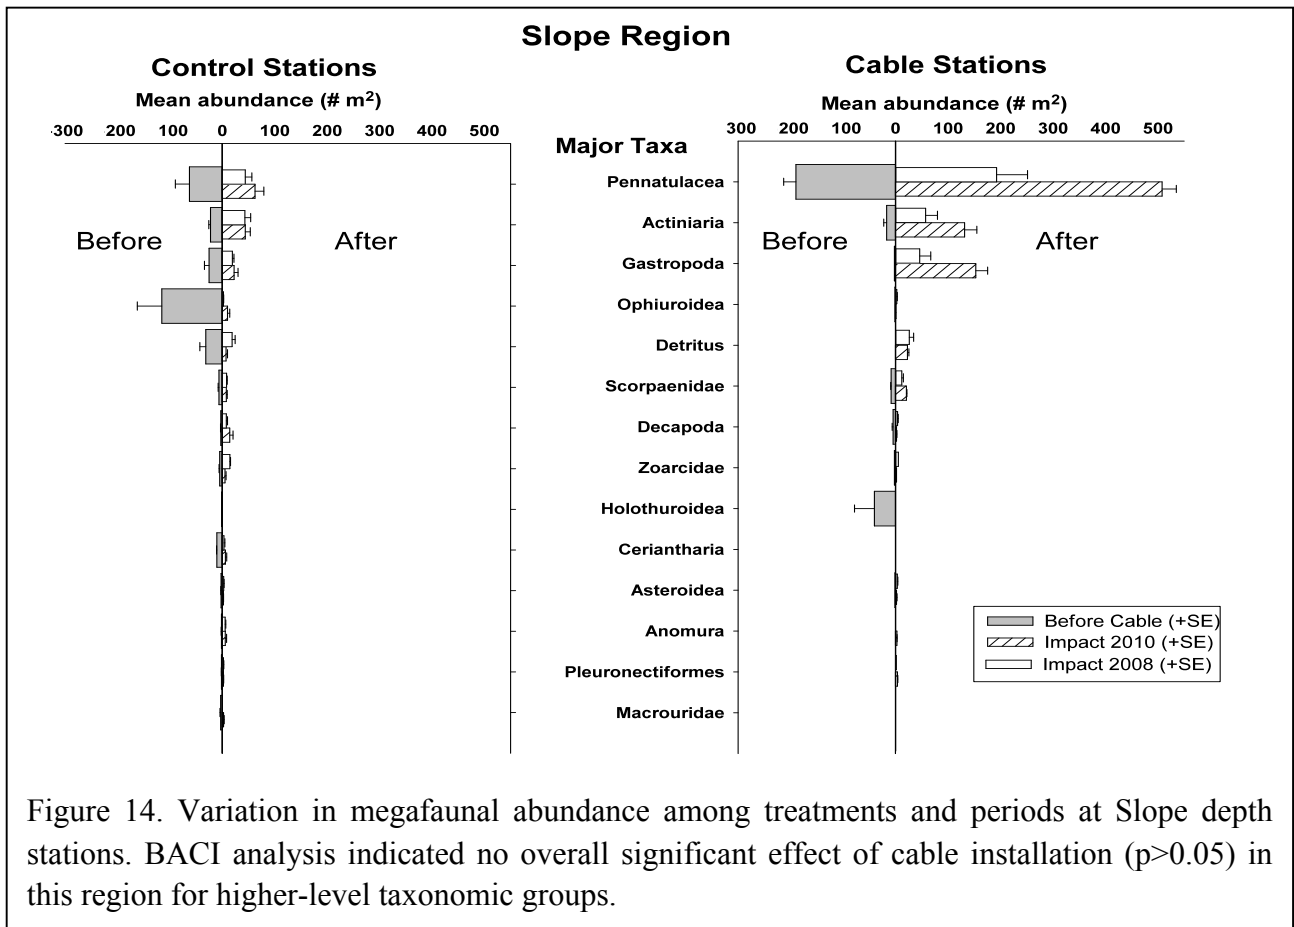 Slope Region
Control Stations
Mean abundance (# m²)
300 200 100 0 100 200 300 400 500
Before
After
Cable Stations
Mean abundance (# m²)
300 200 100 0 100 200 300 400 500
Before
After
Major Taxa
Pennatulacea
Actiniaria
Gastropoda
Ophiuroidea
Detritus
Scorpaenidae
Decapoda
Zoarcidae
Holothuroidea
Ceriantharia
Asteroidea
Anomura
Pleuronectiformes
Macrouridae
Before Cable (+SE)
Impact 2010 (+SE)
Impact 2008 (+SE)
Figure 14. Variation in megafaunal abundance among treatments and periods at Slope depth
stations. BACI analysis indicated no overall significant effect of cable installation (p>0.05) in
this region for higher-level taxonomic groups.